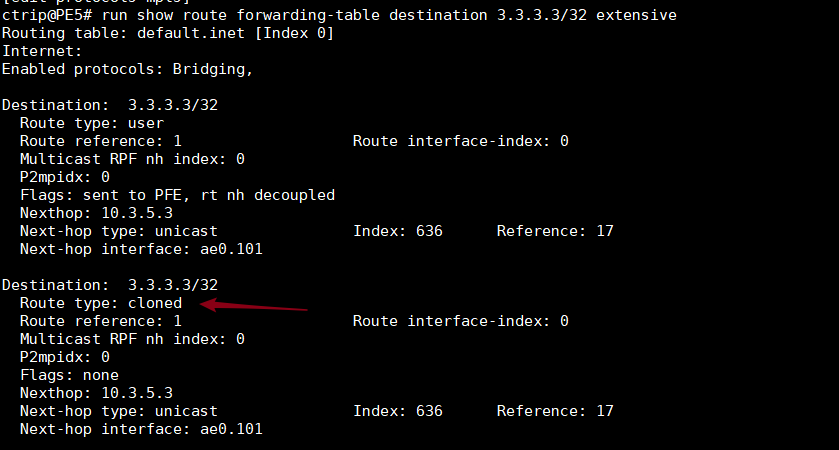 [edit protocols mpls]
ctrip@PE5# run show route forwarding-table destination 3.3.3.3/32 extensive
Routing table: default.inet [Index 0]
Internet:
Enabled protocols: Bridging,
Destination:  3.3.3.3/32
  Route type: user
  Route reference: 1                   Route interface-index: 0
  Multicast RPF nh index: 0
  P2mpidx: 0
  Flags: sent to PFE, rt nh decoupled
  Nexthop: 10.3.5.3
  Next-hop type: unicast               Index: 636      Reference: 17
  Next-hop interface: ae0.101
Destination:  3.3.3.3/32
  Route type: cloned
  Route reference: 1                   Route interface-index: 0
  Multicast RPF nh index: 0
  P2mpidx: 0
  Flags: none
  Nexthop: 10.3.5.3
  Next-hop type: unicast               Index: 636      Reference: 17
  Next-hop interface: ae0.101